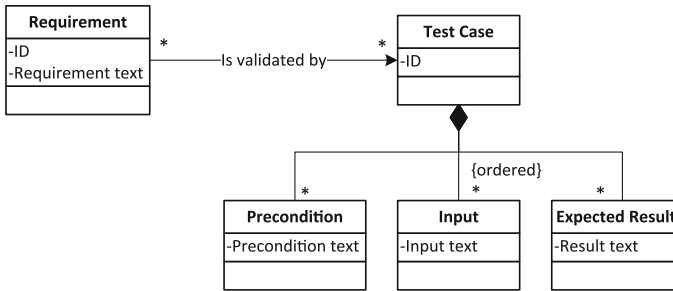 Requirement
-ID
-Requirement text
*
Is validated by
*
Test Case
-ID
{ordered}
*
*
*
Precondition
-Precondition text
Input
-Input text
Expected Result
-Result text